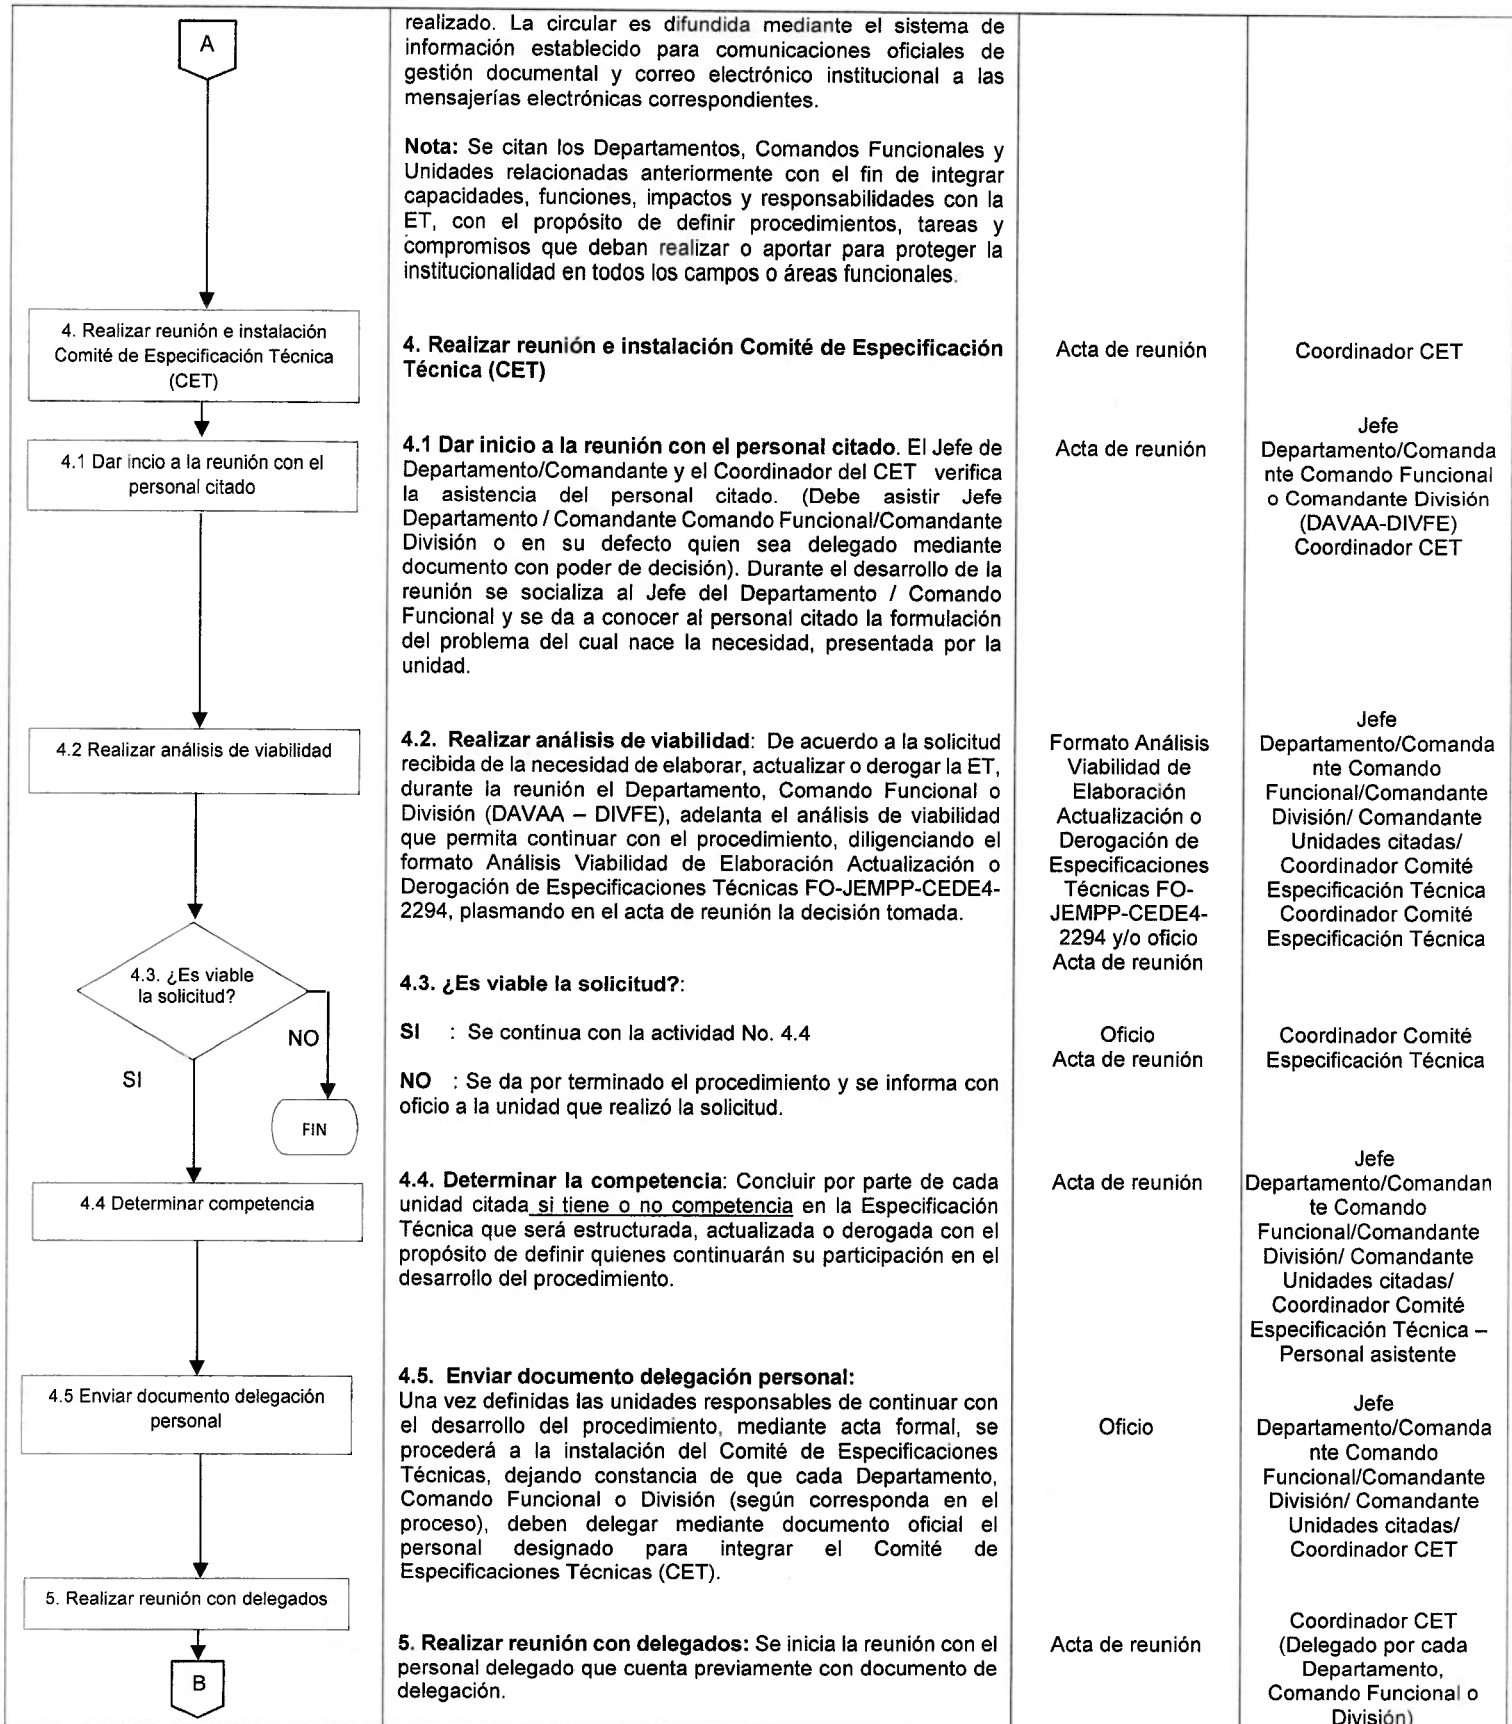 A
realizado. La circular es difundida mediante el sistema de
información establecido para comunicaciones oficiales de
gestión documental y correo electrónico institucional a las
mensajerías electrónicas correspondientes.
Nota: Se citan los Departamentos, Comandos Funcionales y
Unidades relacionadas anteriormente con el fin de integrar
capacidades, funciones, impactos y responsabilidades con la
ET, con el propósito de definir procedimientos, tareas y
compromisos que deban realizar o aportar para proteger la
institucionalidad en todos los campos o áreas funcionales.
4. Realizar reunión e instalación
Comité de Especificación Técnica
(CET)
4. Realizar reunión e instalación Comité de Especificación
Técnica (CET)
Acta de reunión
Coordinador CET
4.1 Dar incio a la reunión con el
personal citado
4.1 Dar inicio a la reunión con el personal citado. El Jefe de
Departamento/Comandante y el Coordinador del CET verifica
la asistencia del personal citado. (Debe asistir Jefe
Departamento / Comandante Comando Funcional/Comandante
División o en su defecto quien sea delegado mediante
documento con poder de decisión). Durante el desarrollo de la
reunión se socializa al Jefe del Departamento / Comando
Funcional y se da a conocer al personal citado la formulación
del problema del cual nace la necesidad, presentada por la
unidad.
Acta de reunión
Jefe
Departamento/Comanda
nte Comando Funcional
o Comandante División
(DAVAA-DIVFE)
Coordinador CET
4.2 Realizar análisis de viabilidad
4.2. Realizar análisis de viabilidad: De acuerdo a la solicitud
recibida de la necesidad de elaborar, actualizar o derogar la ET,
durante la reunión el Departamento, Comando Funcional o
División (DAVAA – DIVFE), adelanta el análisis de viabilidad
que permita continuar con el procedimiento, diligenciando el
formato Análisis Viabilidad de Elaboración Actualización o
Derogación de Especificaciones Técnicas FO-JEMPP-CEDE4-
2294, plasmando en el acta de reunión la decisión tomada.
Formato Análisis
Viabilidad de
Elaboración
Actualización o
Derogación de
Especificaciones
Técnicas FO-
JEMPP-CEDE4-
2294 y/o oficio
Acta de reunión
Jefe
Departamento/Comanda
nte Comando
Funcional/Comandante
División/ Comandante
Unidades citadas/
Coordinador Comité
Especificación Técnica
Coordinador Comité
Especificación Técnica
4.3. ¿Es viable
la solicitud?
NO
SI
FIN
4.3. ¿Es viable la solicitud?:
SI : Se continua con la actividad No. 4.4
NO : Se da por terminado el procedimiento y se informa con
oficio a la unidad que realizó la solicitud.
Oficio
Acta de reunión
Coordinador Comité
Especificación Técnica
4.4 Determinar competencia
4.4. Determinar la competencia: Concluir por parte de cada
unidad citada si tiene o no competencia en la Especificación
Técnica que será estructurada, actualizada o derogada con el
propósito de definir quienes continuarán su participación en el
desarrollo del procedimiento.
Acta de reunión
Jefe
Departamento/Comandan
te Comando
Funcional/Comandante
División/ Comandante
Unidades citadas/
Coordinador Comité
Especificación Técnica –
Personal asistente
4.5 Enviar documento delegación
personal
4.5. Enviar documento delegación personal:
Una vez definidas las unidades responsables de continuar con
el desarrollo del procedimiento, mediante acta formal, se
procederá a la instalación del Comité de Especificaciones
Técnicas, dejando constancia de que cada Departamento,
Comando Funcional o División (según corresponda en el
proceso), deben delegar mediante documento oficial el
personal designado para integrar el Comité de
Especificaciones Técnicas (CET).
Oficio
Jefe
Departamento/Comanda
nte Comando
Funcional/Comandante
División/ Comandante
Unidades citadas/
Coordinador CET
5. Realizar reunión con delegados
B
5. Realizar reunión con delegados: Se inicia la reunión con el
personal delegado que cuenta previamente con documento de
delegación.
Acta de reunión
Coordinador CET
(Delegado por cada
Departamento,
Comando Funcional o
División)